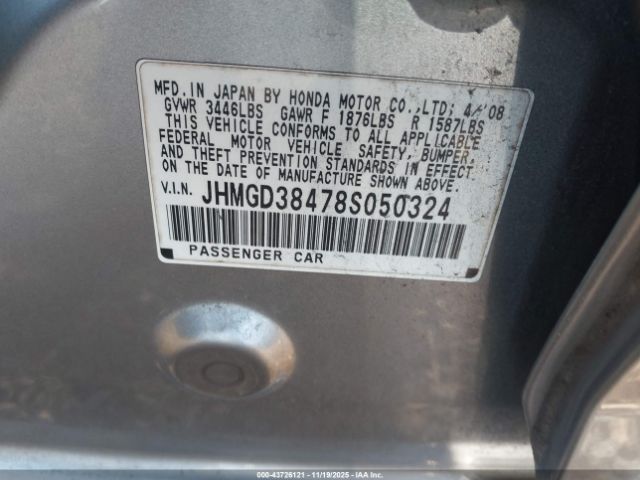 MFD. IN JAPAN BY HONDA MOTOR CO.,LTD; 4/'08
GVWR 3446LBS GAWR F 1876LBS R 1587LBS
THIS VEHICLE CONFORMS TO ALL APPLICABLE
FEDERAL MOTOR VEHICLE SAFETY, BUMPER,
AND THEFT PREVENTION STANDARDS IN EFFECT
ON THE DATE OF MANUFACTURE SHOWN ABOVE.
V.I.N. JHMGD38478S050324
PASSENGER CAR
© 00-43726121 - 11/19/2025 - IAA Inc.